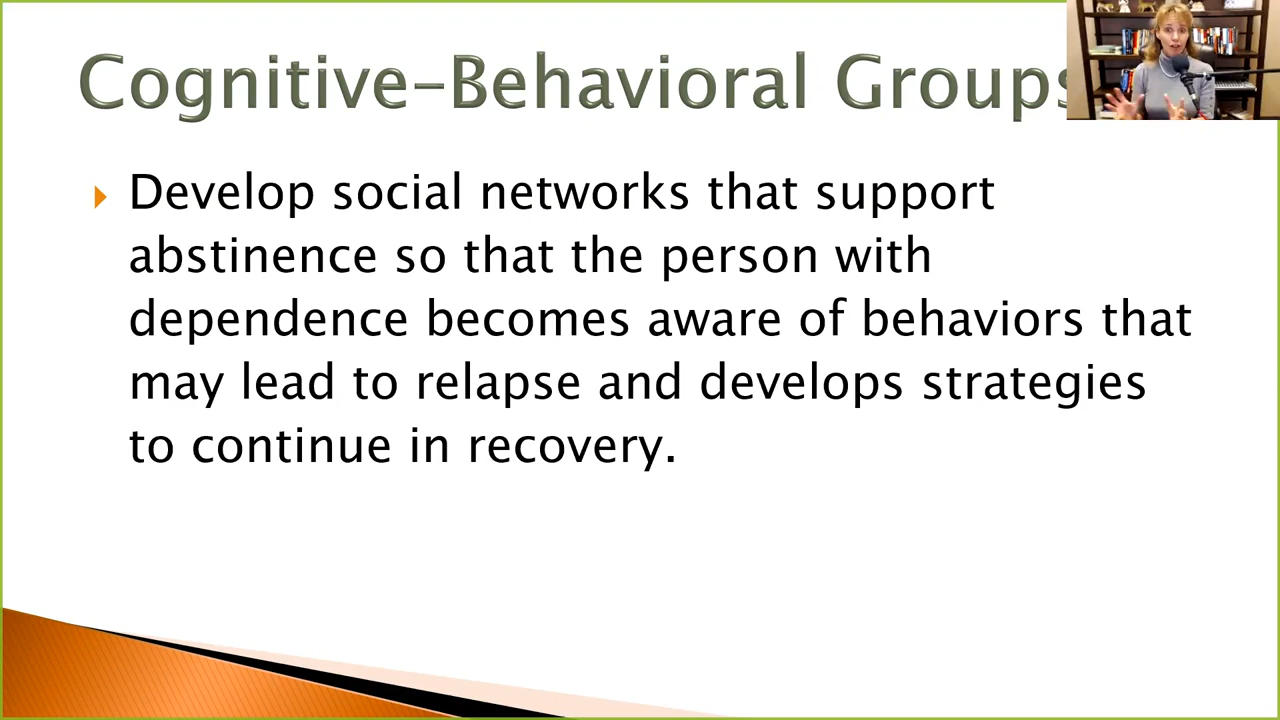 Cognitive-Behavioral Groups
Develop social networks that support
abstinence so that the person with
dependence becomes aware of behaviors that
may lead to relapse and develops strategies
to continue in recovery.